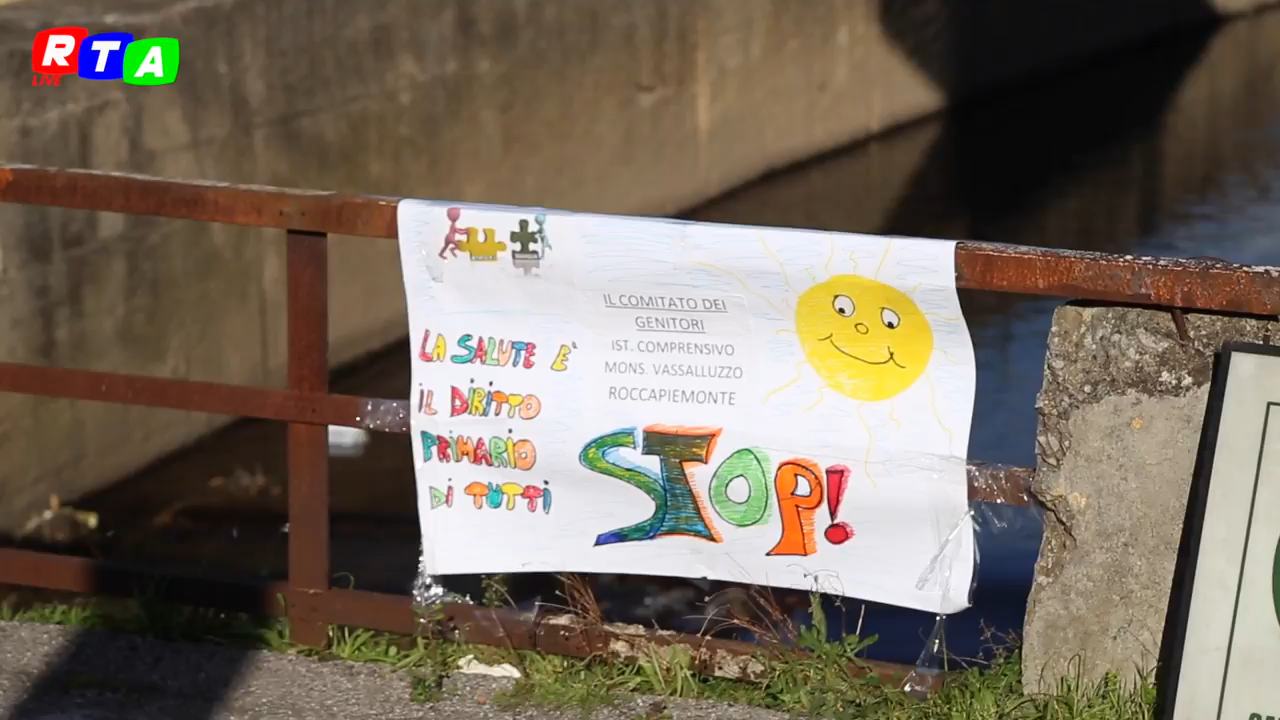 RTA
LIVE
IL COMITATO DEI
GENITORI
IST. COMPRENSIVO
MONS. VASSALLUZZO
ROCCAPIEMONTE
LA SALUTE E'
IL DIRITTO
PRIMARIO
DI TUTTI
STOP!